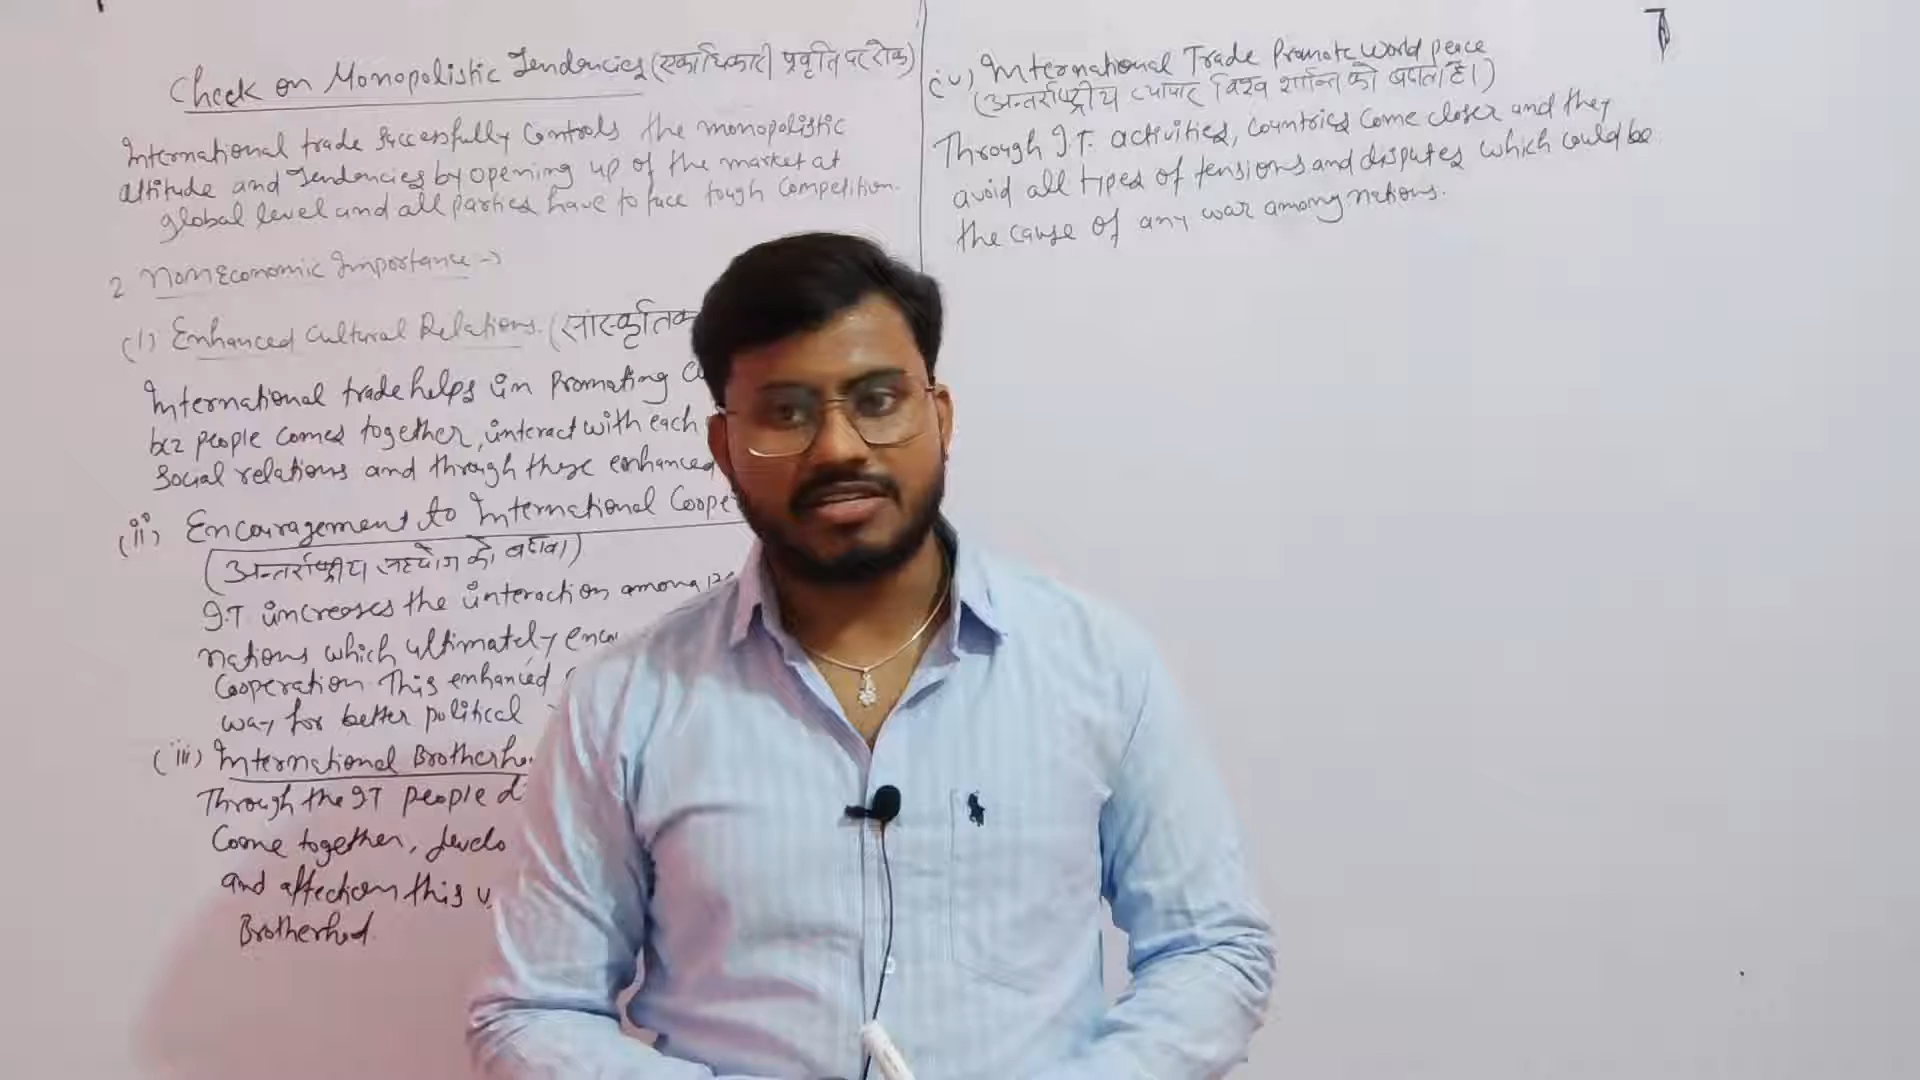 Check on Monopolistic Tendencies (एकाधिकारी प्रवृति पर रोक)
International trade successfully controls the monopolistic
attitude and tendencies by opening up of the market at
global level and all parties have to face tough competition.
2 Non Economic Importance →
(1) Enhanced Cultural Relations. (सांस्कृतिक
International trade helps in Promoting
bcz people comes together, interact with each
Social relations and through these enhanced
(ii) Encouragement to International
(अन्तर्राष्ट्रीय सहयोग को बढावा)
I.T increases the interaction among
nations which ultimately
Cooperation. This enhanced
way for better political
(iii) International
Through the IT people
Come together,
and affection this
Brotherhod.
(iv) International Trade Promote World peace
(अन्तर्राष्ट्रीय व्यापार विश्व शान्ति को बढाता है।)
Through I.T. activities, Countries Come closer and they
avoid all types of tensions and disputes which could be
the cause of any war among nations.